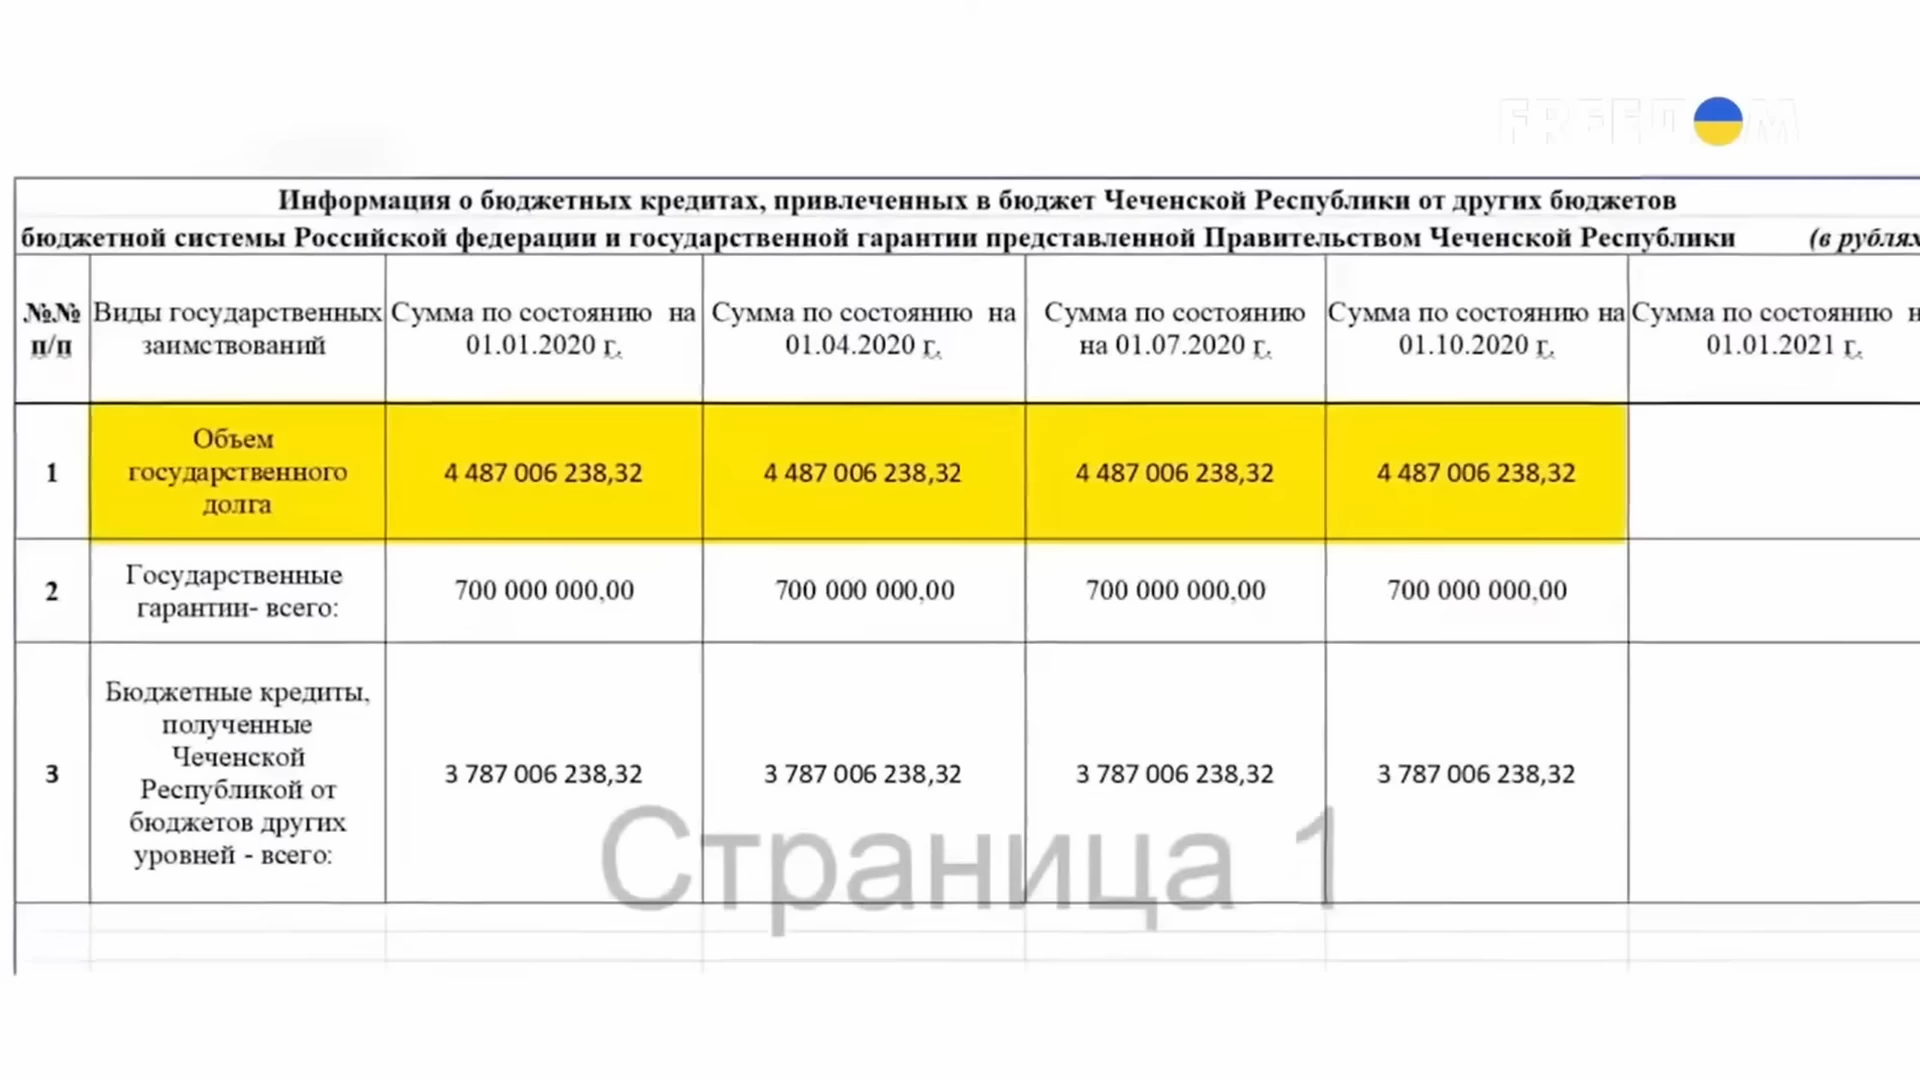 FREEDOM
Информация о бюджетных кредитах, привлеченных в бюджет Чеченской Республики от других бюджетов
бюджетной системы Российской федерации и государственной гарантии представленной Правительством Чеченской Республики (в рублях
№№ п/п
Виды государственных
заимствований
Сумма по состоянию на
01.01.2020 г.
Сумма по состоянию на
01.04.2020 г.
Сумма по состоянию
на 01.07.2020 г.
Сумма по состоянию на
01.10.2020 г.
Сумма по состоянию н
01.01.2021 г.
1
Объем
государственного
долга
4 487 006 238,32
4 487 006 238,32
4 487 006 238,32
4 487 006 238,32
2
Государственные
гарантии- всего:
700 000 000,00
700 000 000,00
700 000 000,00
700 000 000,00
3
Бюджетные кредиты,
полученные
Чеченской
Республикой от
бюджетов других
уровней - всего:
3 787 006 238,32
3 787 006 238,32
3 787 006 238,32
3 787 006 238,32
Страница 1